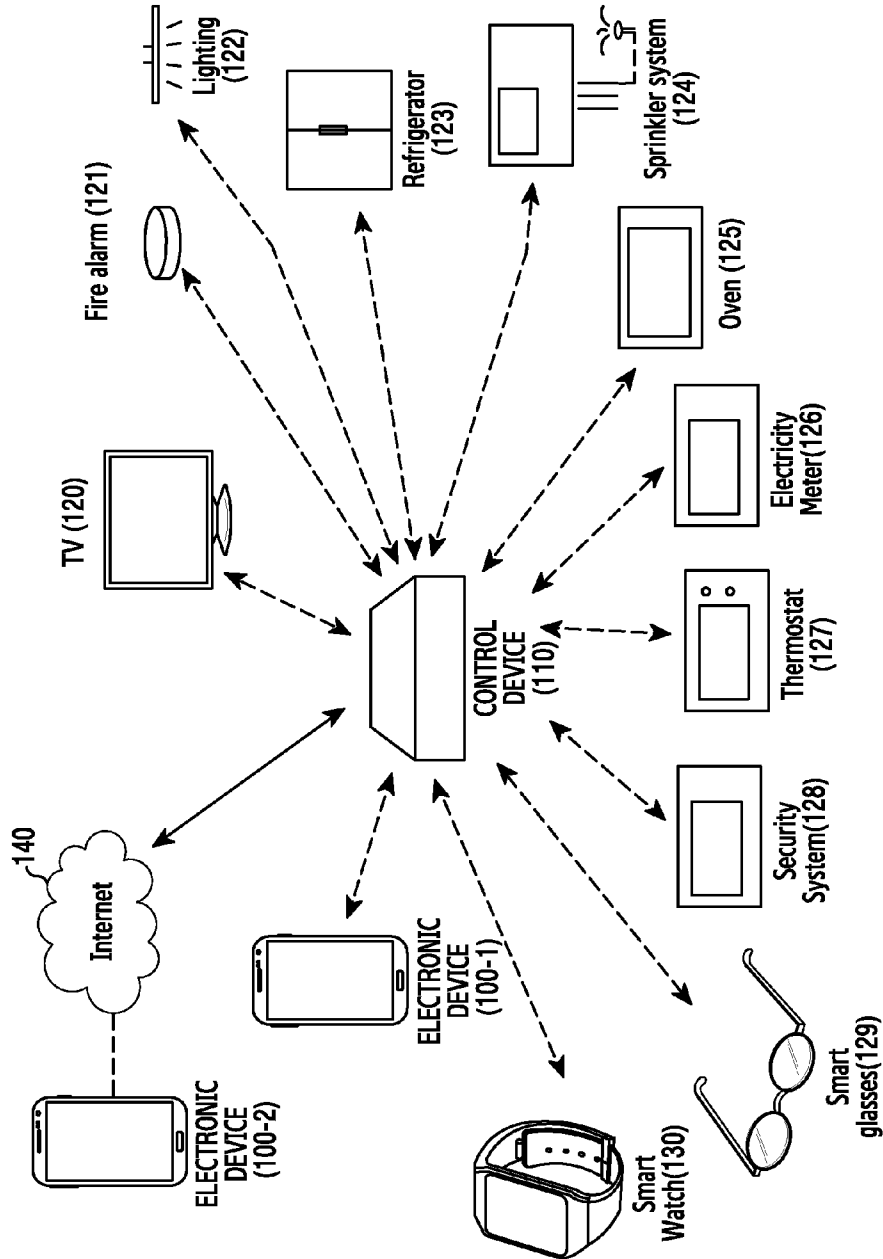 ELECTRONIC
DEVICE
(100-2)
140
Internet
ELECTRONIC
DEVICE
(100-1)
TV (120)
Fire alarm (121)
Lighting
(122)
Refrigerator
(123)
Sprinkler system
(124)
Oven (125)
Electricity
Meter(126)
Thermostat
(127)
Security
System(128)
Smart
glasses(129)
Smart
Watch(130)
CONTROL
DEVICE
(110)